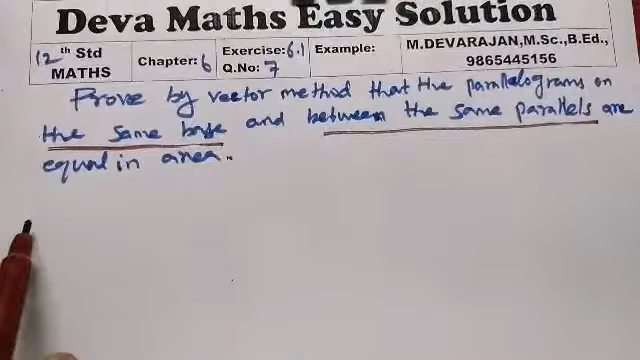 Deva Maths Easy Solution
12th Std MATHS
Chapter: 6
Exercise: 6.1
Q.No: 7
Example:
M.DEVARAJAN,M.Sc.,B.Ed.,
9865445156
Prove by vector method that the parallelograms on
the same base and between the same parallels are
equal in area.